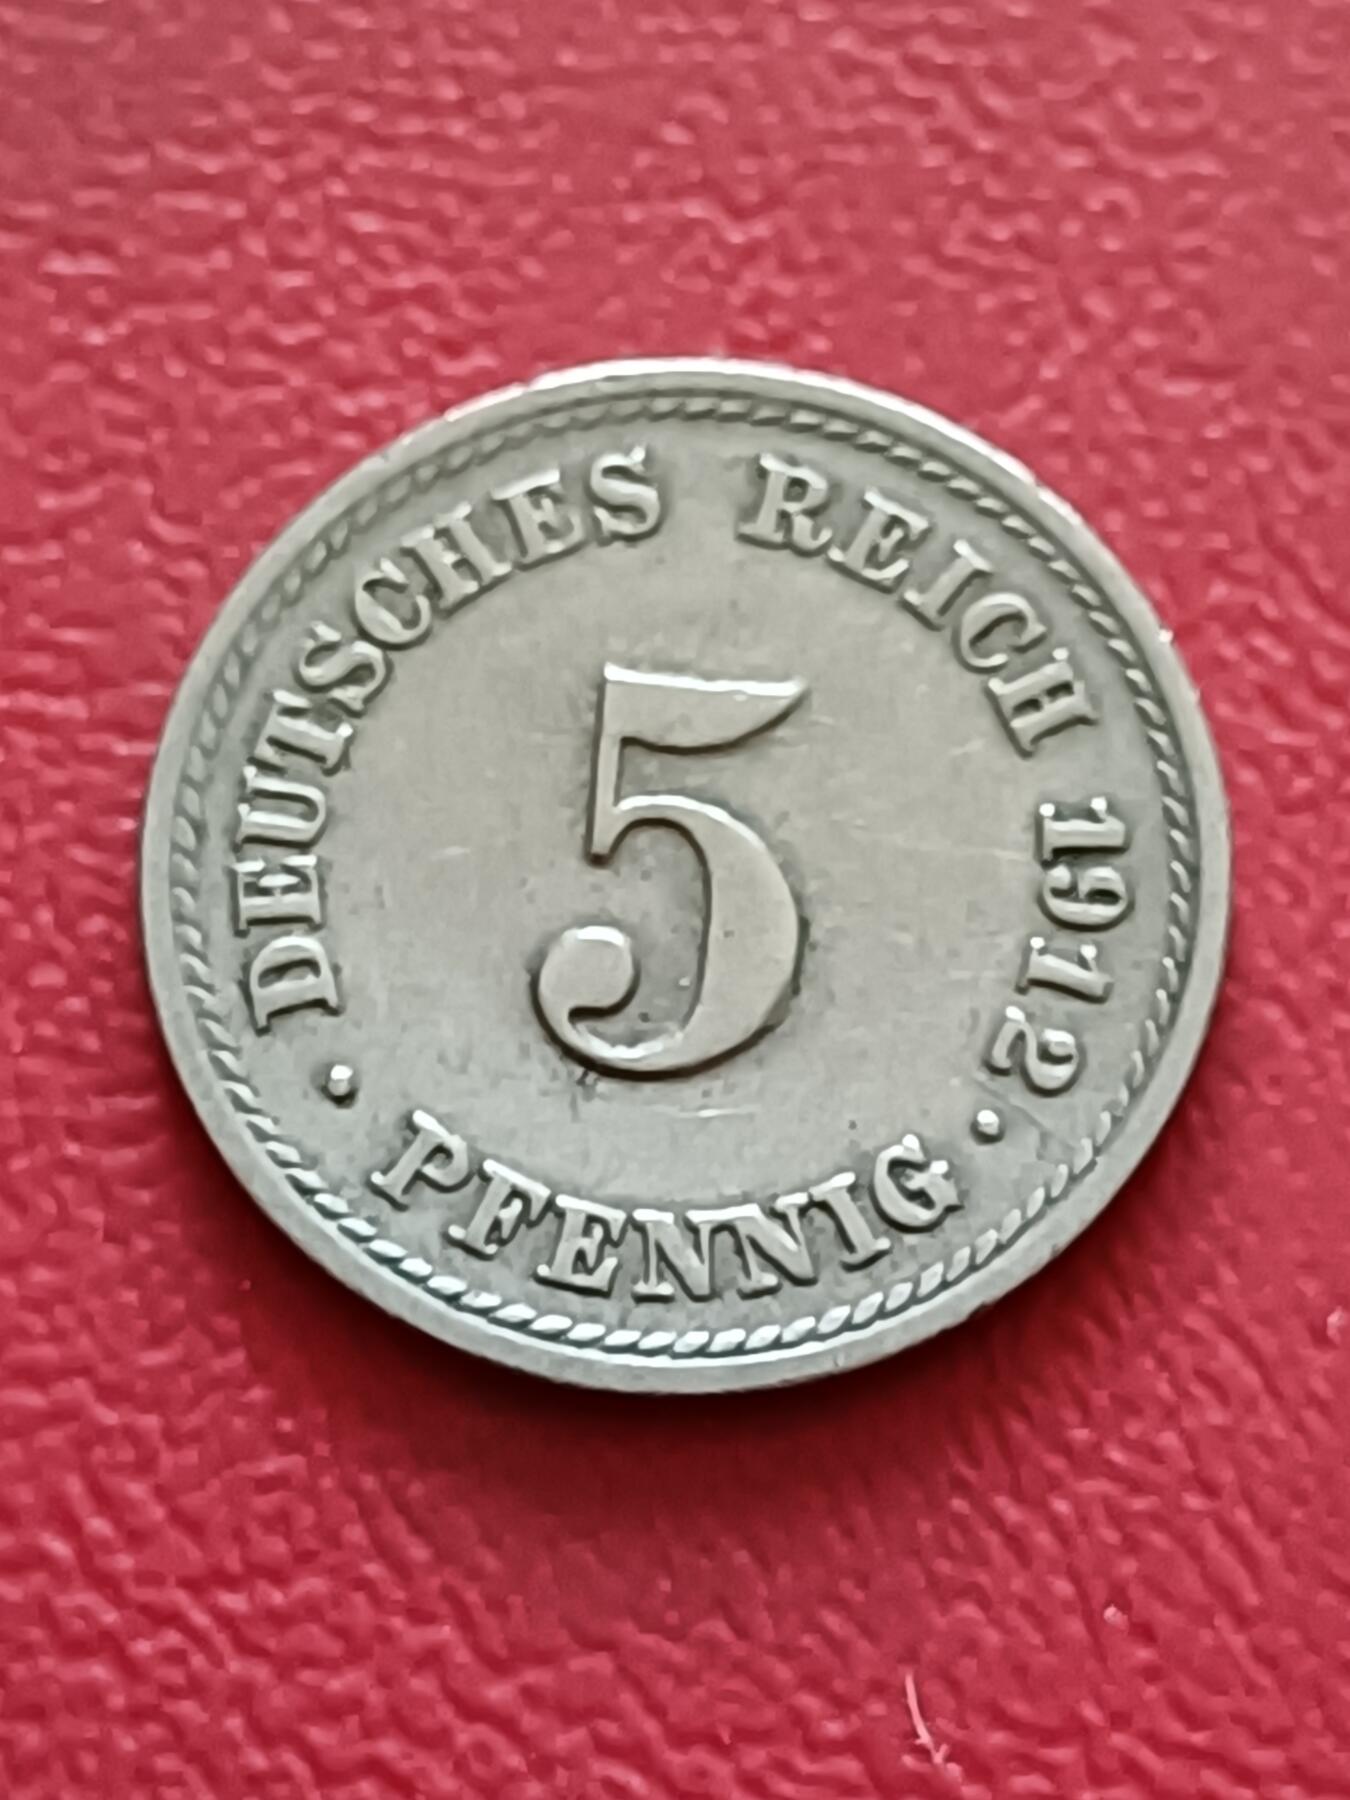 DEUTSCHES REICH 1912
5
· PFENNIG ·